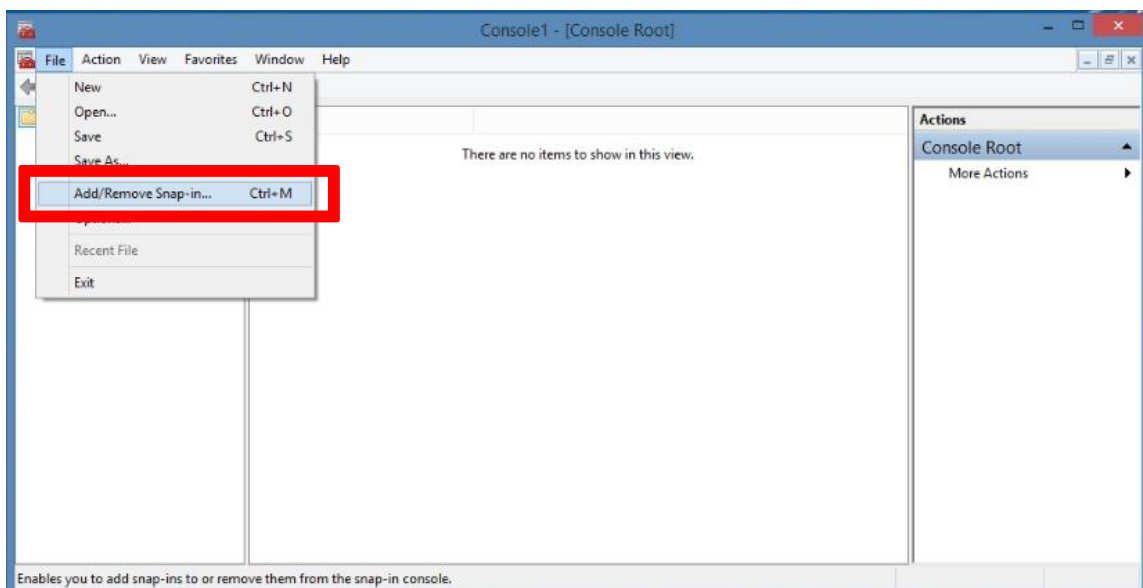 Console1 - [Console Root]
File Action View Favorites Window Help
New Ctrl+N
Open... Ctrl+O
Save Ctrl+S
Save As...
Add/Remove Snap-in... Ctrl+M
Options...
Recent File
Exit
There are no items to show in this view.
Actions
Console Root
More Actions
Enables you to add snap-ins to or remove them from the snap-in console.